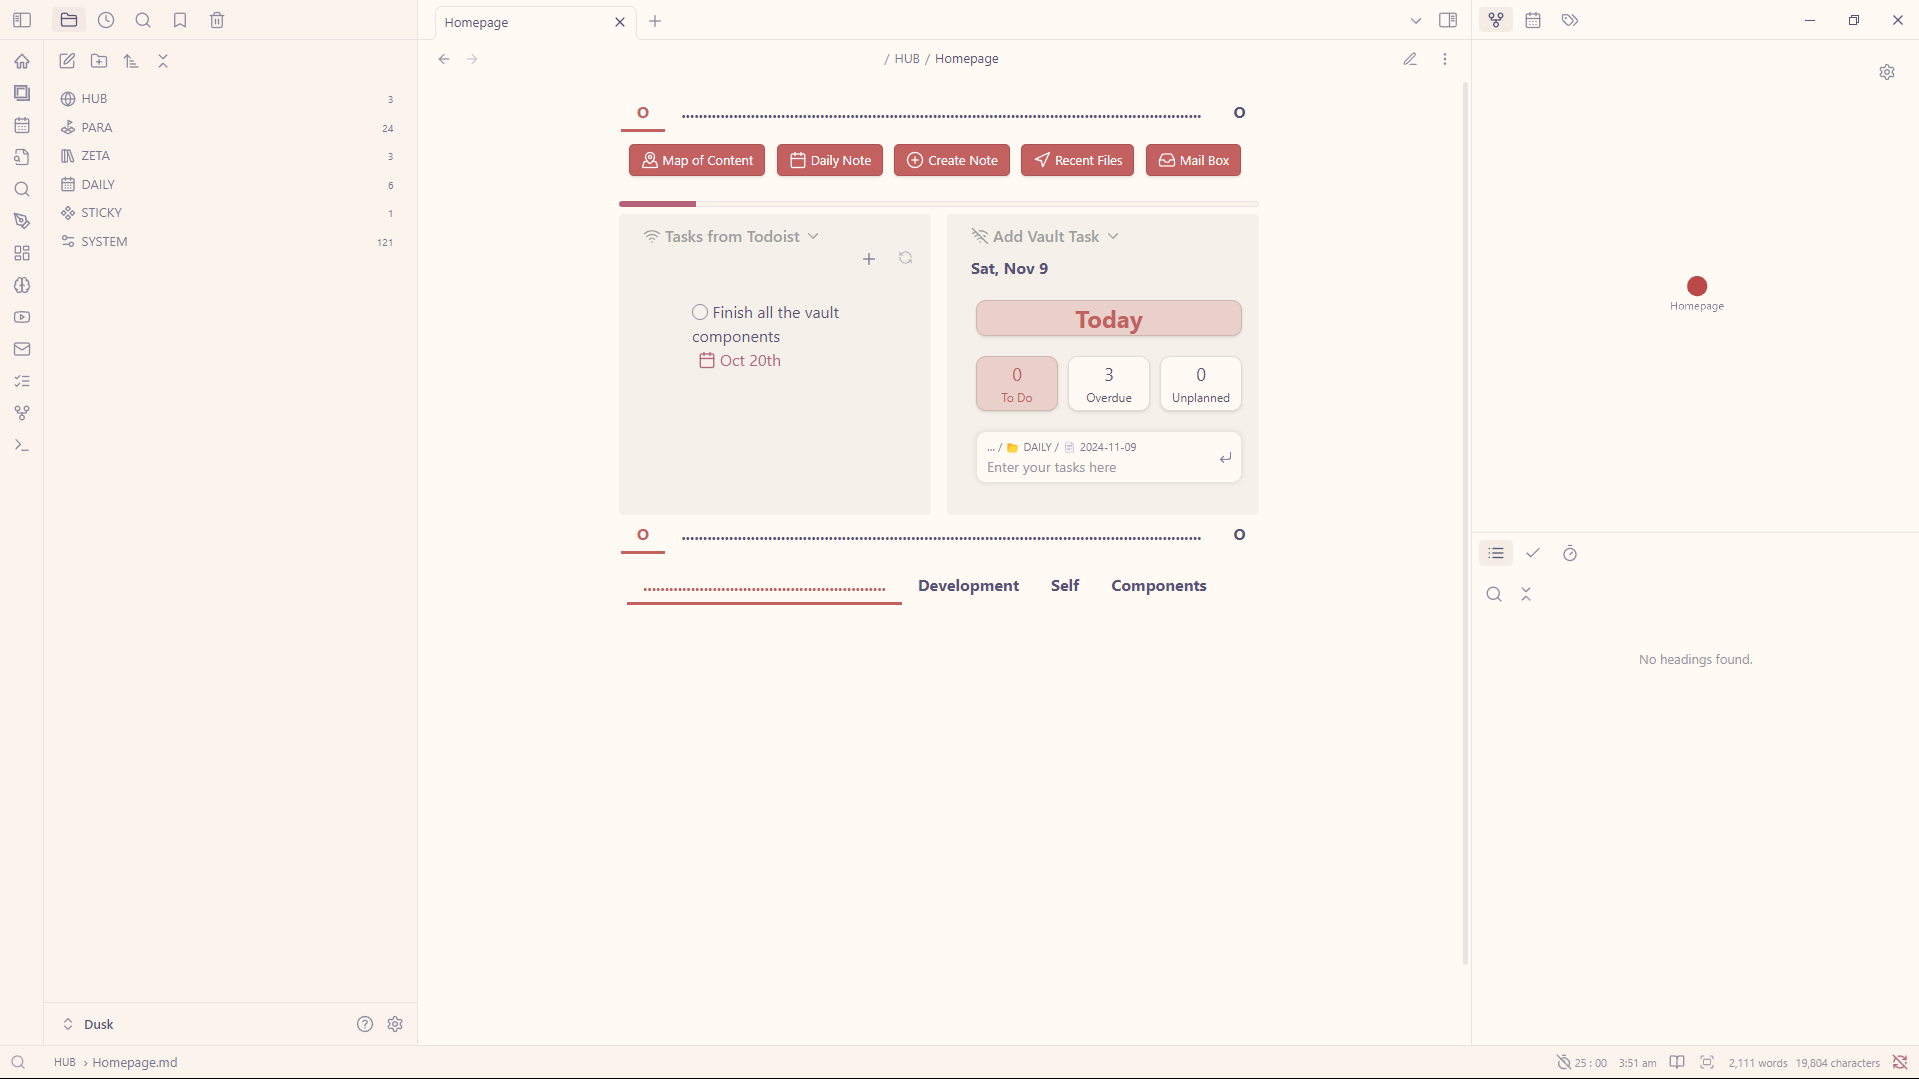 Homepage
/ HUB / Homepage
HUB 3
PARA 24
ZETA 3
DAILY 6
STICKY 1
SYSTEM 121
O ........................................................................................................................ O
Map of Content Daily Note Create Note Recent Files Mail Box
Tasks from Todoist
Finish all the vault
components
Oct 20th
Add Vault Task
Sat, Nov 9
Today
0 3 0
To Do Overdue Unplanned
... / DAILY / 2024-11-09
Enter your tasks here
O ........................................................................................................................ O
........................................................ Development Self Components
Homepage
No headings found.
Dusk
HUB › Homepage.md
25 : 00 3:51 am 2,111 words 19,804 characters